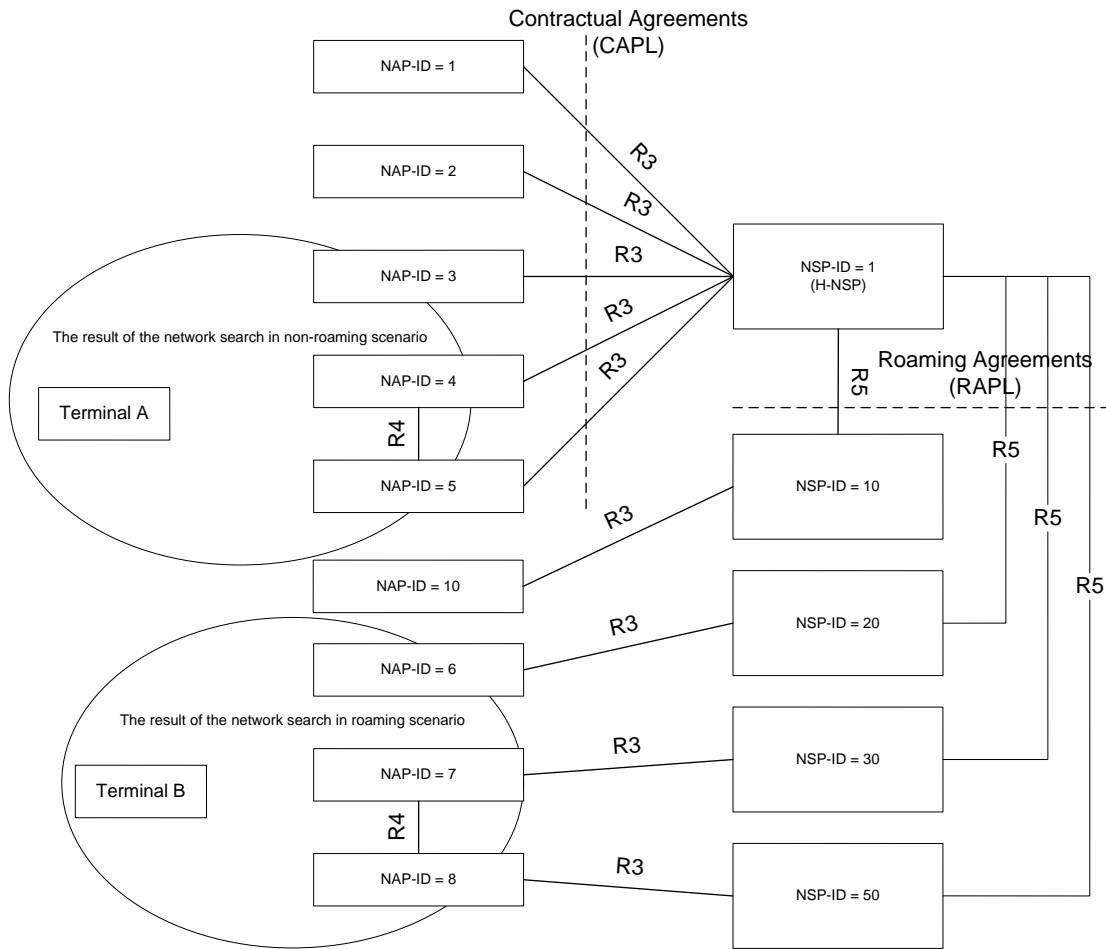 Contractual Agreements
(CAPL)
NAP-ID = 1
R3
NAP-ID = 2
R3
NAP-ID = 3
R3
NSP-ID = 1
(H-NSP)
The result of the network search in non-roaming scenario
R3
NAP-ID = 4
R3
Roaming Agreements
(RAPL)
R5
Terminal A
R4
R5
NAP-ID = 5
NSP-ID = 10
R3
R5
NAP-ID = 10
R5
R3
NSP-ID = 20
NAP-ID = 6
The result of the network search in roaming scenario
R3
NSP-ID = 30
NAP-ID = 7
Terminal B
R4
R3
NAP-ID = 8
NSP-ID = 50